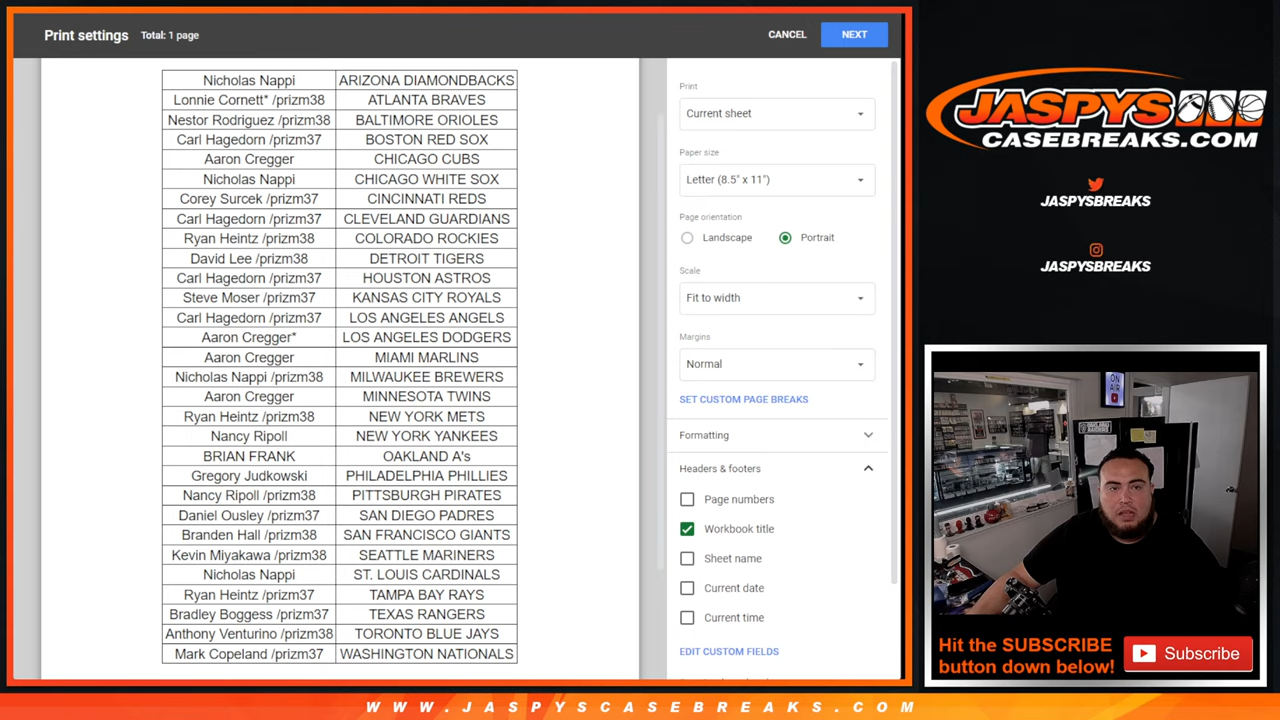 Print settings Total: 1 page CANCEL NEXT
Nicholas Nappi ARIZONA DIAMONDBACKS
Lonnie Cornett* /prizm38 ATLANTA BRAVES
Nestor Rodriguez /prizm38 BALTIMORE ORIOLES
Carl Hagedorn /prizm37 BOSTON RED SOX
Aaron Cregger CHICAGO CUBS
Nicholas Nappi CHICAGO WHITE SOX
Corey Surcek /prizm37 CINCINNATI REDS
Carl Hagedorn /prizm37 CLEVELAND GUARDIANS
Ryan Heintz /prizm38 COLORADO ROCKIES
David Lee /prizm38 DETROIT TIGERS
Carl Hagedorn /prizm37 HOUSTON ASTROS
Steve Moser /prizm37 KANSAS CITY ROYALS
Carl Hagedorn /prizm37 LOS ANGELES ANGELS
Aaron Cregger* LOS ANGELES DODGERS
Aaron Cregger MIAMI MARLINS
Nicholas Nappi /prizm38 MILWAUKEE BREWERS
Aaron Cregger MINNESOTA TWINS
Ryan Heintz /prizm38 NEW YORK METS
Nancy Ripoll NEW YORK YANKEES
BRIAN FRANK OAKLAND A's
Gregory Judkowski PHILADELPHIA PHILLIES
Nancy Ripoll /prizm38 PITTSBURGH PIRATES
Daniel Ousley /prizm37 SAN DIEGO PADRES
Branden Hall /prizm38 SAN FRANCISCO GIANTS
Kevin Miyakawa /prizm38 SEATTLE MARINERS
Nicholas Nappi ST. LOUIS CARDINALS
Ryan Heintz /prizm37 TAMPA BAY RAYS
Bradley Boggess /prizm37 TEXAS RANGERS
Anthony Venturino /prizm38 TORONTO BLUE JAYS
Mark Copeland /prizm37 WASHINGTON NATIONALS
Print
Current sheet
Paper size
Letter (8.5" x 11")
Page orientation
Landscape Portrait
Scale
Fit to width
Margins
Normal
SET CUSTOM PAGE BREAKS
Formatting
Headers & footers
Page numbers
Workbook title
Sheet name
Current date
Current time
EDIT CUSTOM FIELDS
JASPYS
CASEBREAKS.COM
JASPYSBREAKS
JASPYSBREAKS
ON
AIR
Hit the SUBSCRIBE
button down below!
Subscribe
WWW.JASPYSCASEBREAKS.COM